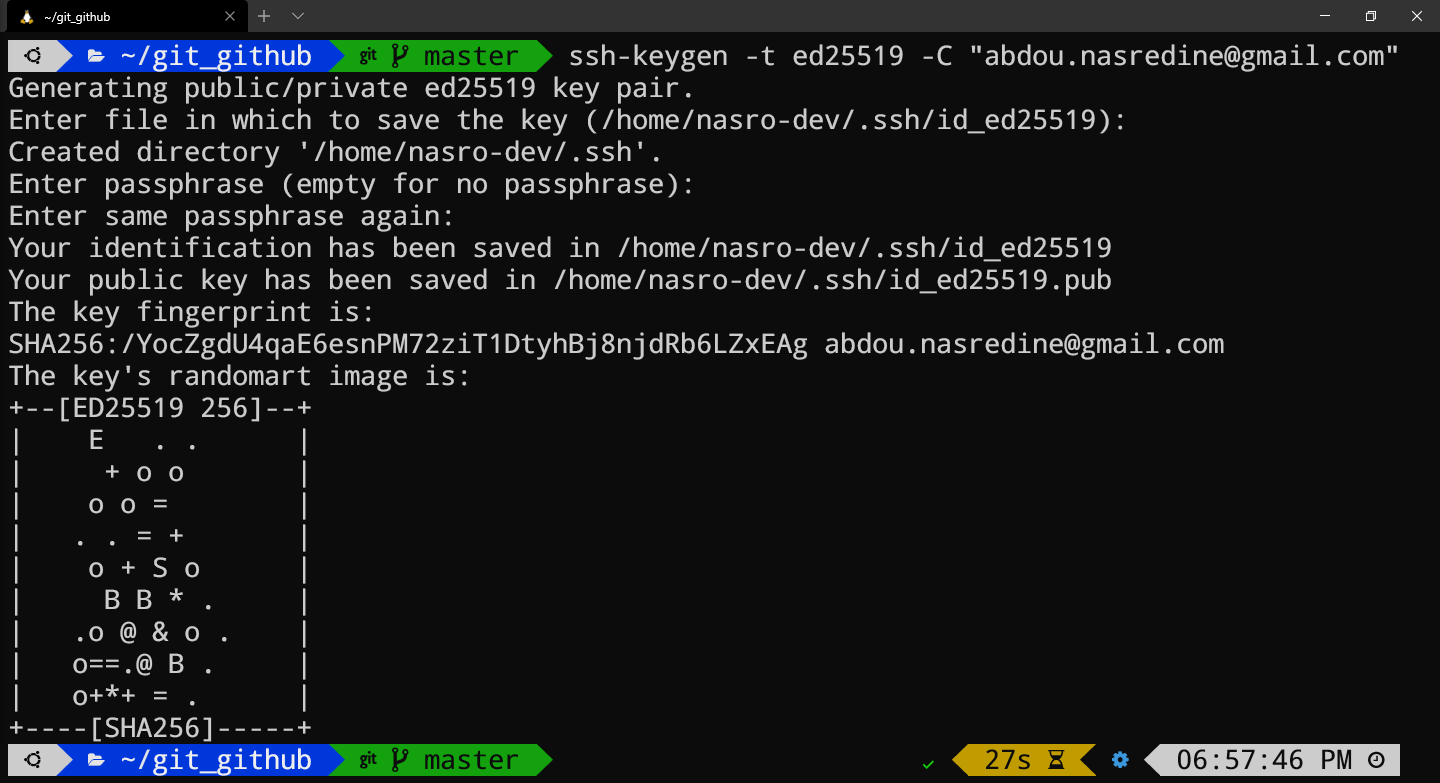 ~/git_github
~/git_github git master ssh-keygen -t ed25519 -C "abdou.nasredine@gmail.com"
Generating public/private ed25519 key pair.
Enter file in which to save the key (/home/nasro-dev/.ssh/id_ed25519):
Created directory '/home/nasro-dev/.ssh'.
Enter passphrase (empty for no passphrase):
Enter same passphrase again:
Your identification has been saved in /home/nasro-dev/.ssh/id_ed25519
Your public key has been saved in /home/nasro-dev/.ssh/id_ed25519.pub
The key fingerprint is:
SHA256:/YocZgdU4qaE6esnPM72ziT1DtyhBj8njdRb6LZxEAg abdou.nasredine@gmail.com
The key's randomart image is:
+--[ED25519 256]--+
|    E   . .      |
|     + o o       |
|    o o =        |
|   . . = +       |
|    o + S o      |
|     B B * .     |
|   .o @ & o .    |
|   o==.@ B .     |
|   o+*+ = .      |
+----[SHA256]-----+
~/git_github git master 27s 06:57:46 PM